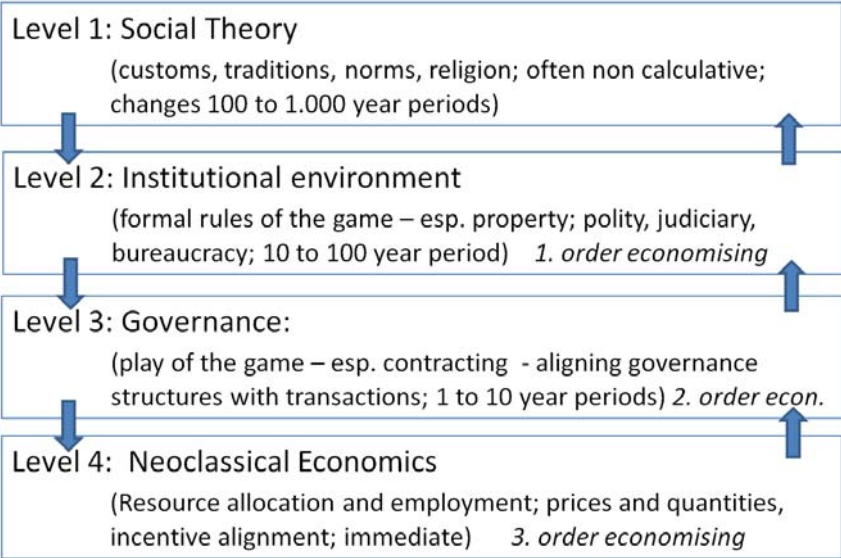 Level 1: Social Theory
(customs, traditions, norms, religion; often non calculative;
changes 100 to 1.000 year periods)
Level 2: Institutional environment
(formal rules of the game – esp. property; polity, judiciary,
bureaucracy; 10 to 100 year period) 1. order economising
Level 3: Governance:
(play of the game – esp. contracting - aligning governance
structures with transactions; 1 to 10 year periods) 2. order econ.
Level 4: Neoclassical Economics
(Resource allocation and employment; prices and quantities,
incentive alignment; immediate) 3. order economising